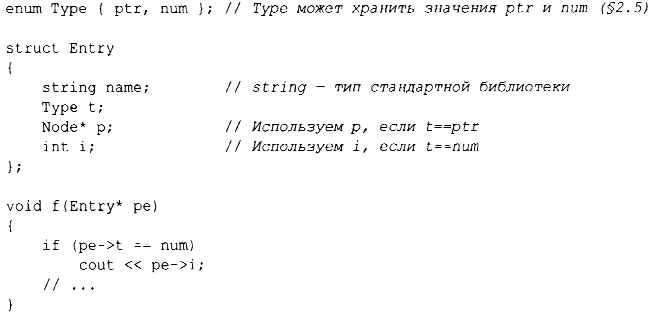 enum Type { ptr, num }; // Type может хранить значения ptr и num (§2.5)
struct Entry
{
string name; // string — тип стандартной библиотеки
Type t;
Node* p; // Используем p, если t==ptr
int i; // Используем i, если t==num
};
void f(Entry* pe)
{
if (pe->t == num)
cout << pe->i;
// ...
}